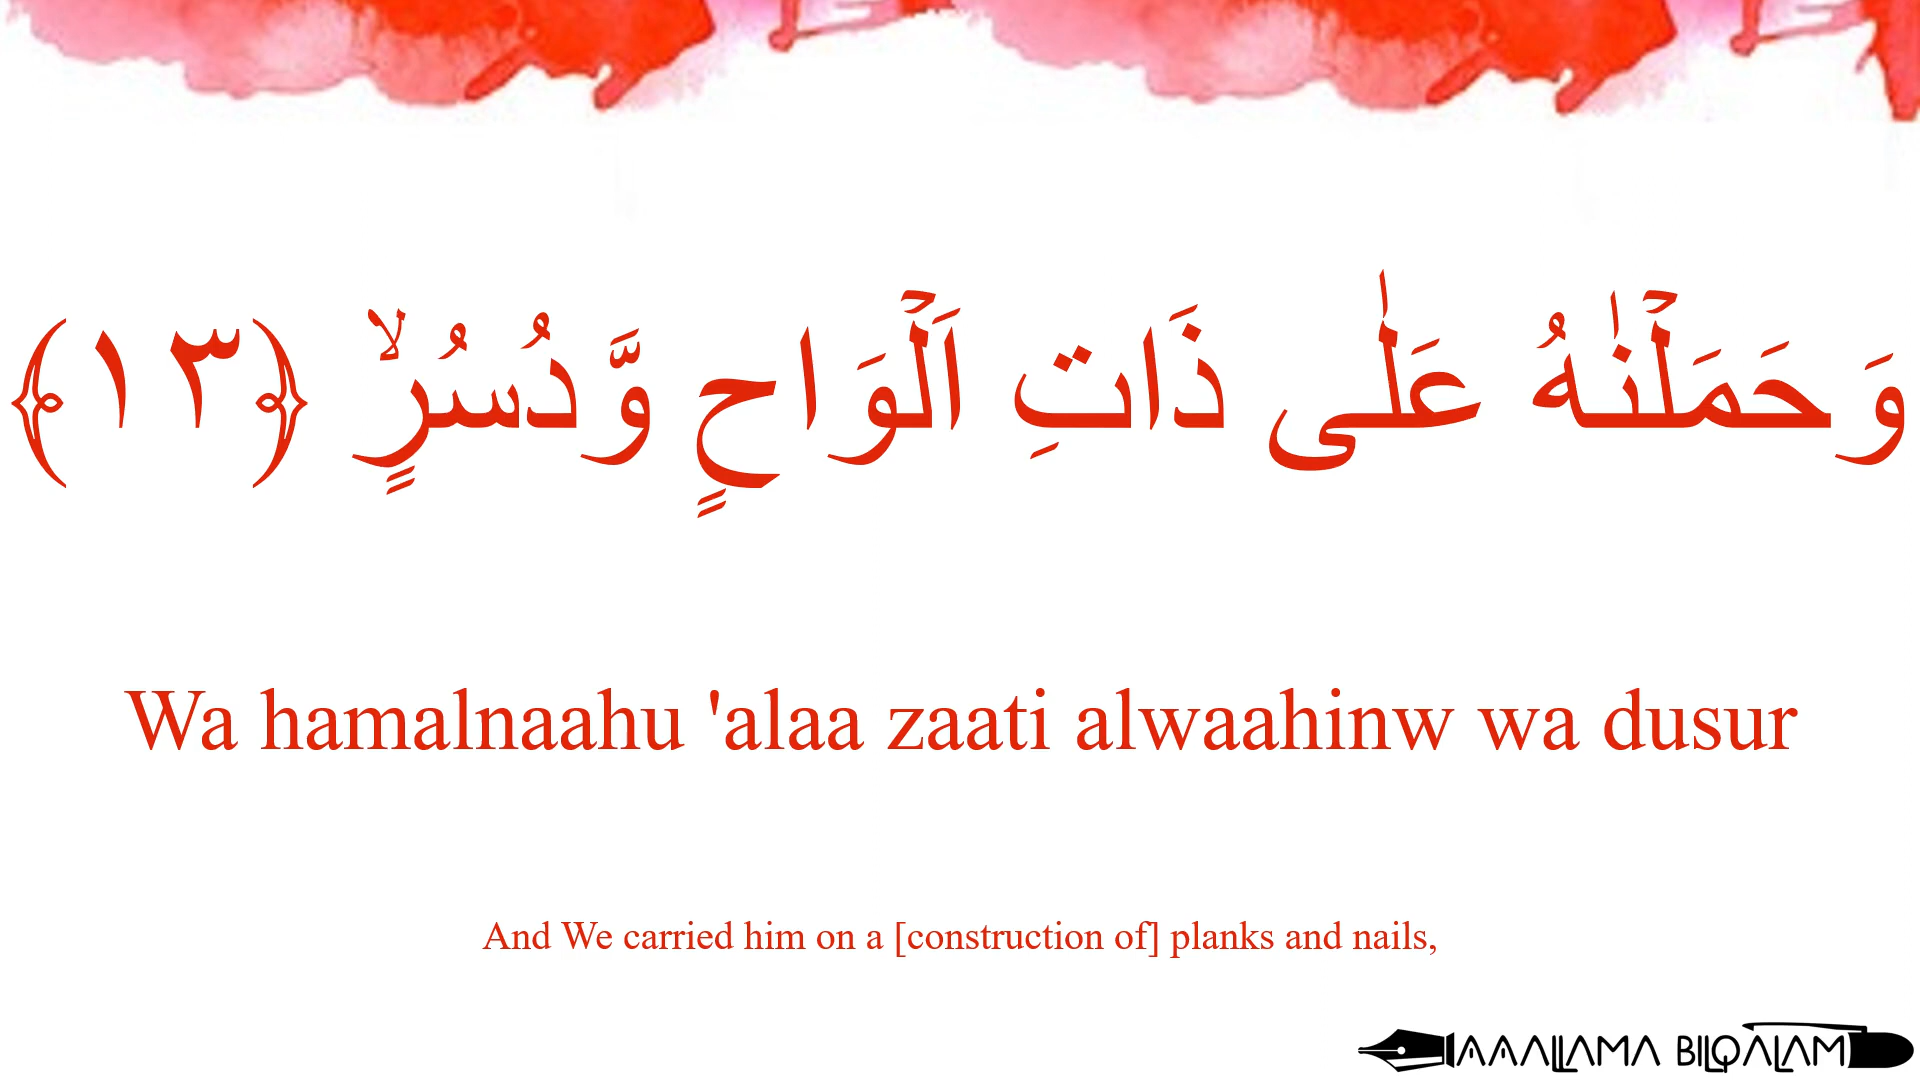 وَحَمَلۡنٰهُ عَلٰى ذَاتِ اَلۡوَاحٍ وَّدُسُرٍۙ ﴿١٣﴾
Wa hamalnaahu 'alaa zaati alwaahinw wa dusur
And We carried him on a [construction of] planks and nails,
AAALLAMA BILQALAM